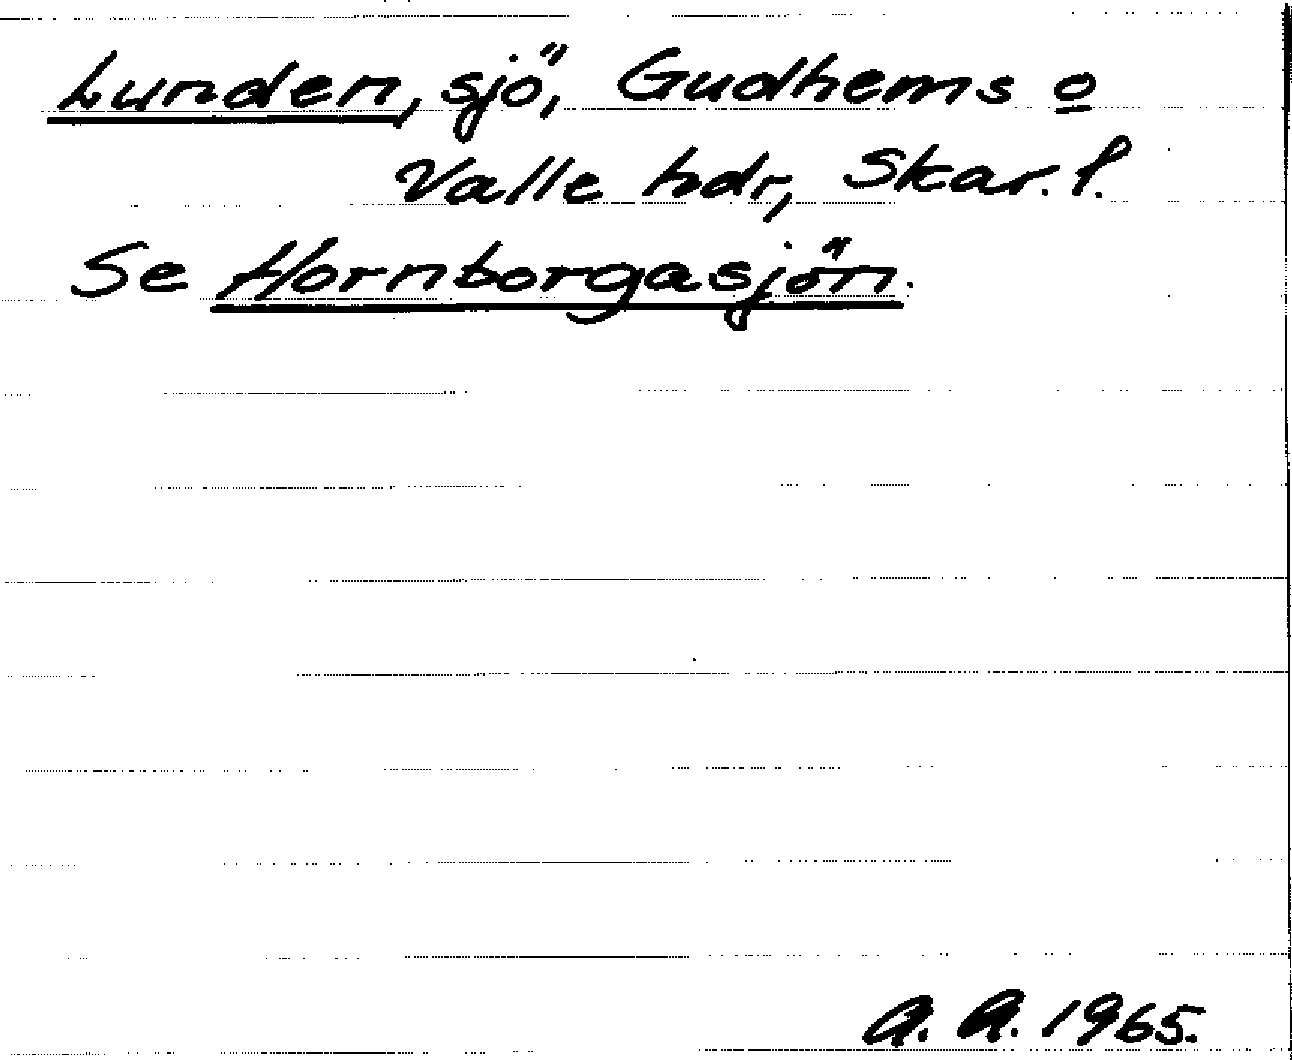 Lunden, sjö, Gudhems o
Valle hdr, Skar. l.
Se Hornborgasjön.
A. A. 1965.